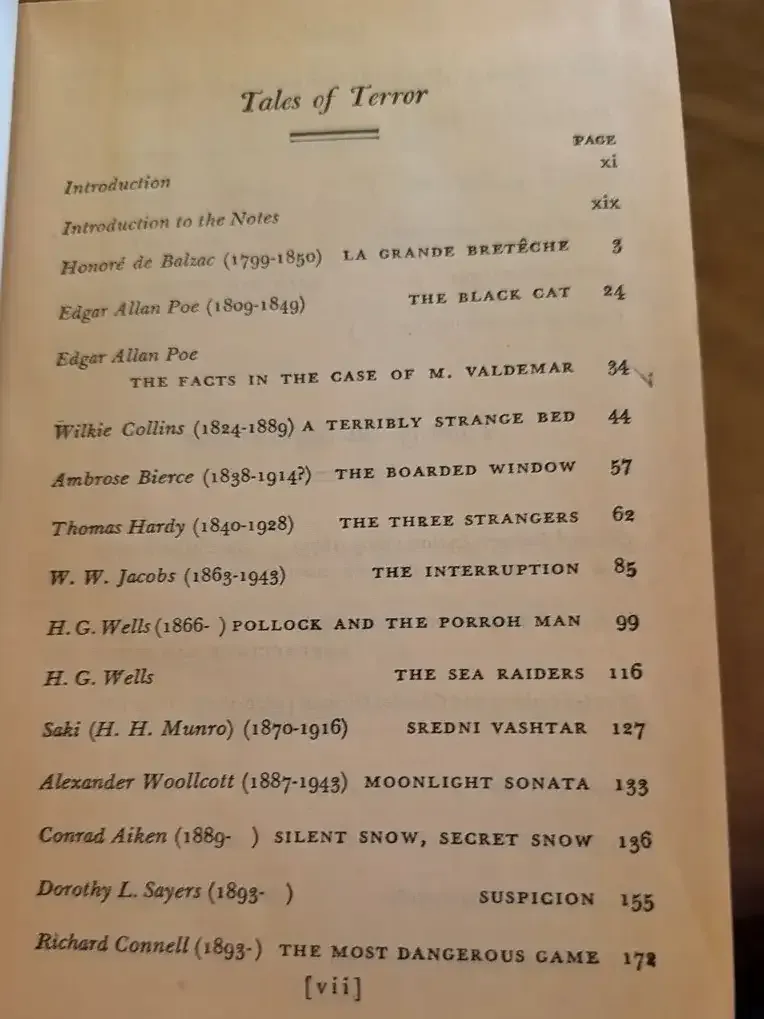 Tales of Terror
PAGE
Introduction xi
Introduction to the Notes xix
Honoré de Balzac (1799-1850) LA GRANDE BRETÊCHE 3
Edgar Allan Poe (1809-1849) THE BLACK CAT 24
Edgar Allan Poe
THE FACTS IN THE CASE OF M. VALDEMAR 34
Wilkie Collins (1824-1889) A TERRIBLY STRANGE BED 44
Ambrose Bierce (1838-1914?) THE BOARDED WINDOW 57
Thomas Hardy (1840-1928) THE THREE STRANGERS 62
W. W. Jacobs (1863-1943) THE INTERRUPTION 85
H. G. Wells (1866- ) POLLOCK AND THE PORROH MAN 99
H. G. Wells THE SEA RAIDERS 116
Saki (H. H. Munro) (1870-1916) SREDNI VASHTAR 127
Alexander Woollcott (1887-1943) MOONLIGHT SONATA 133
Conrad Aiken (1889- ) SILENT SNOW, SECRET SNOW 136
Dorothy L. Sayers (1893- ) SUSPICION 155
Richard Connell (1893-) THE MOST DANGEROUS GAME 172
[vii]